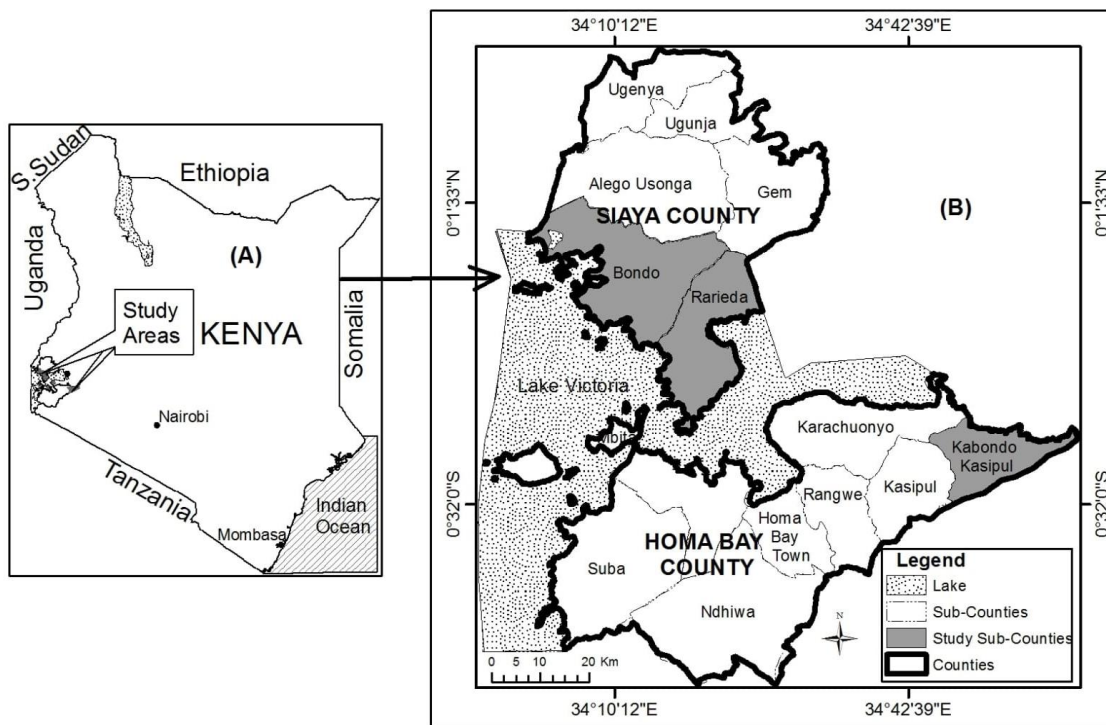 S.Sudan
Ethiopia
(A)
Uganda
Study
Areas
KENYA
Somalia
Nairobi
Tanzania
Mombasa
Indian
Ocean
34°10'12"E
34°42'39"E
0°1'33"N
0°1'33"N
0°32'0"S
0°32'0"S
Ugenya
Ugunja
Alego Usonga
Gem
SIAYA COUNTY
(B)
Bondo
Rarieda
Lake Victoria
Karachuonyo
Kabondo
Kasipul
Kasipul
Rangwe
Homa
Bay
Town
HOMA BAY
COUNTY
Suba
Ndhiwa
N
0 5 10 20 Km
Legend
Lake
Sub-Counties
Study Sub-Counties
Counties
34°10'12"E
34°42'39"E